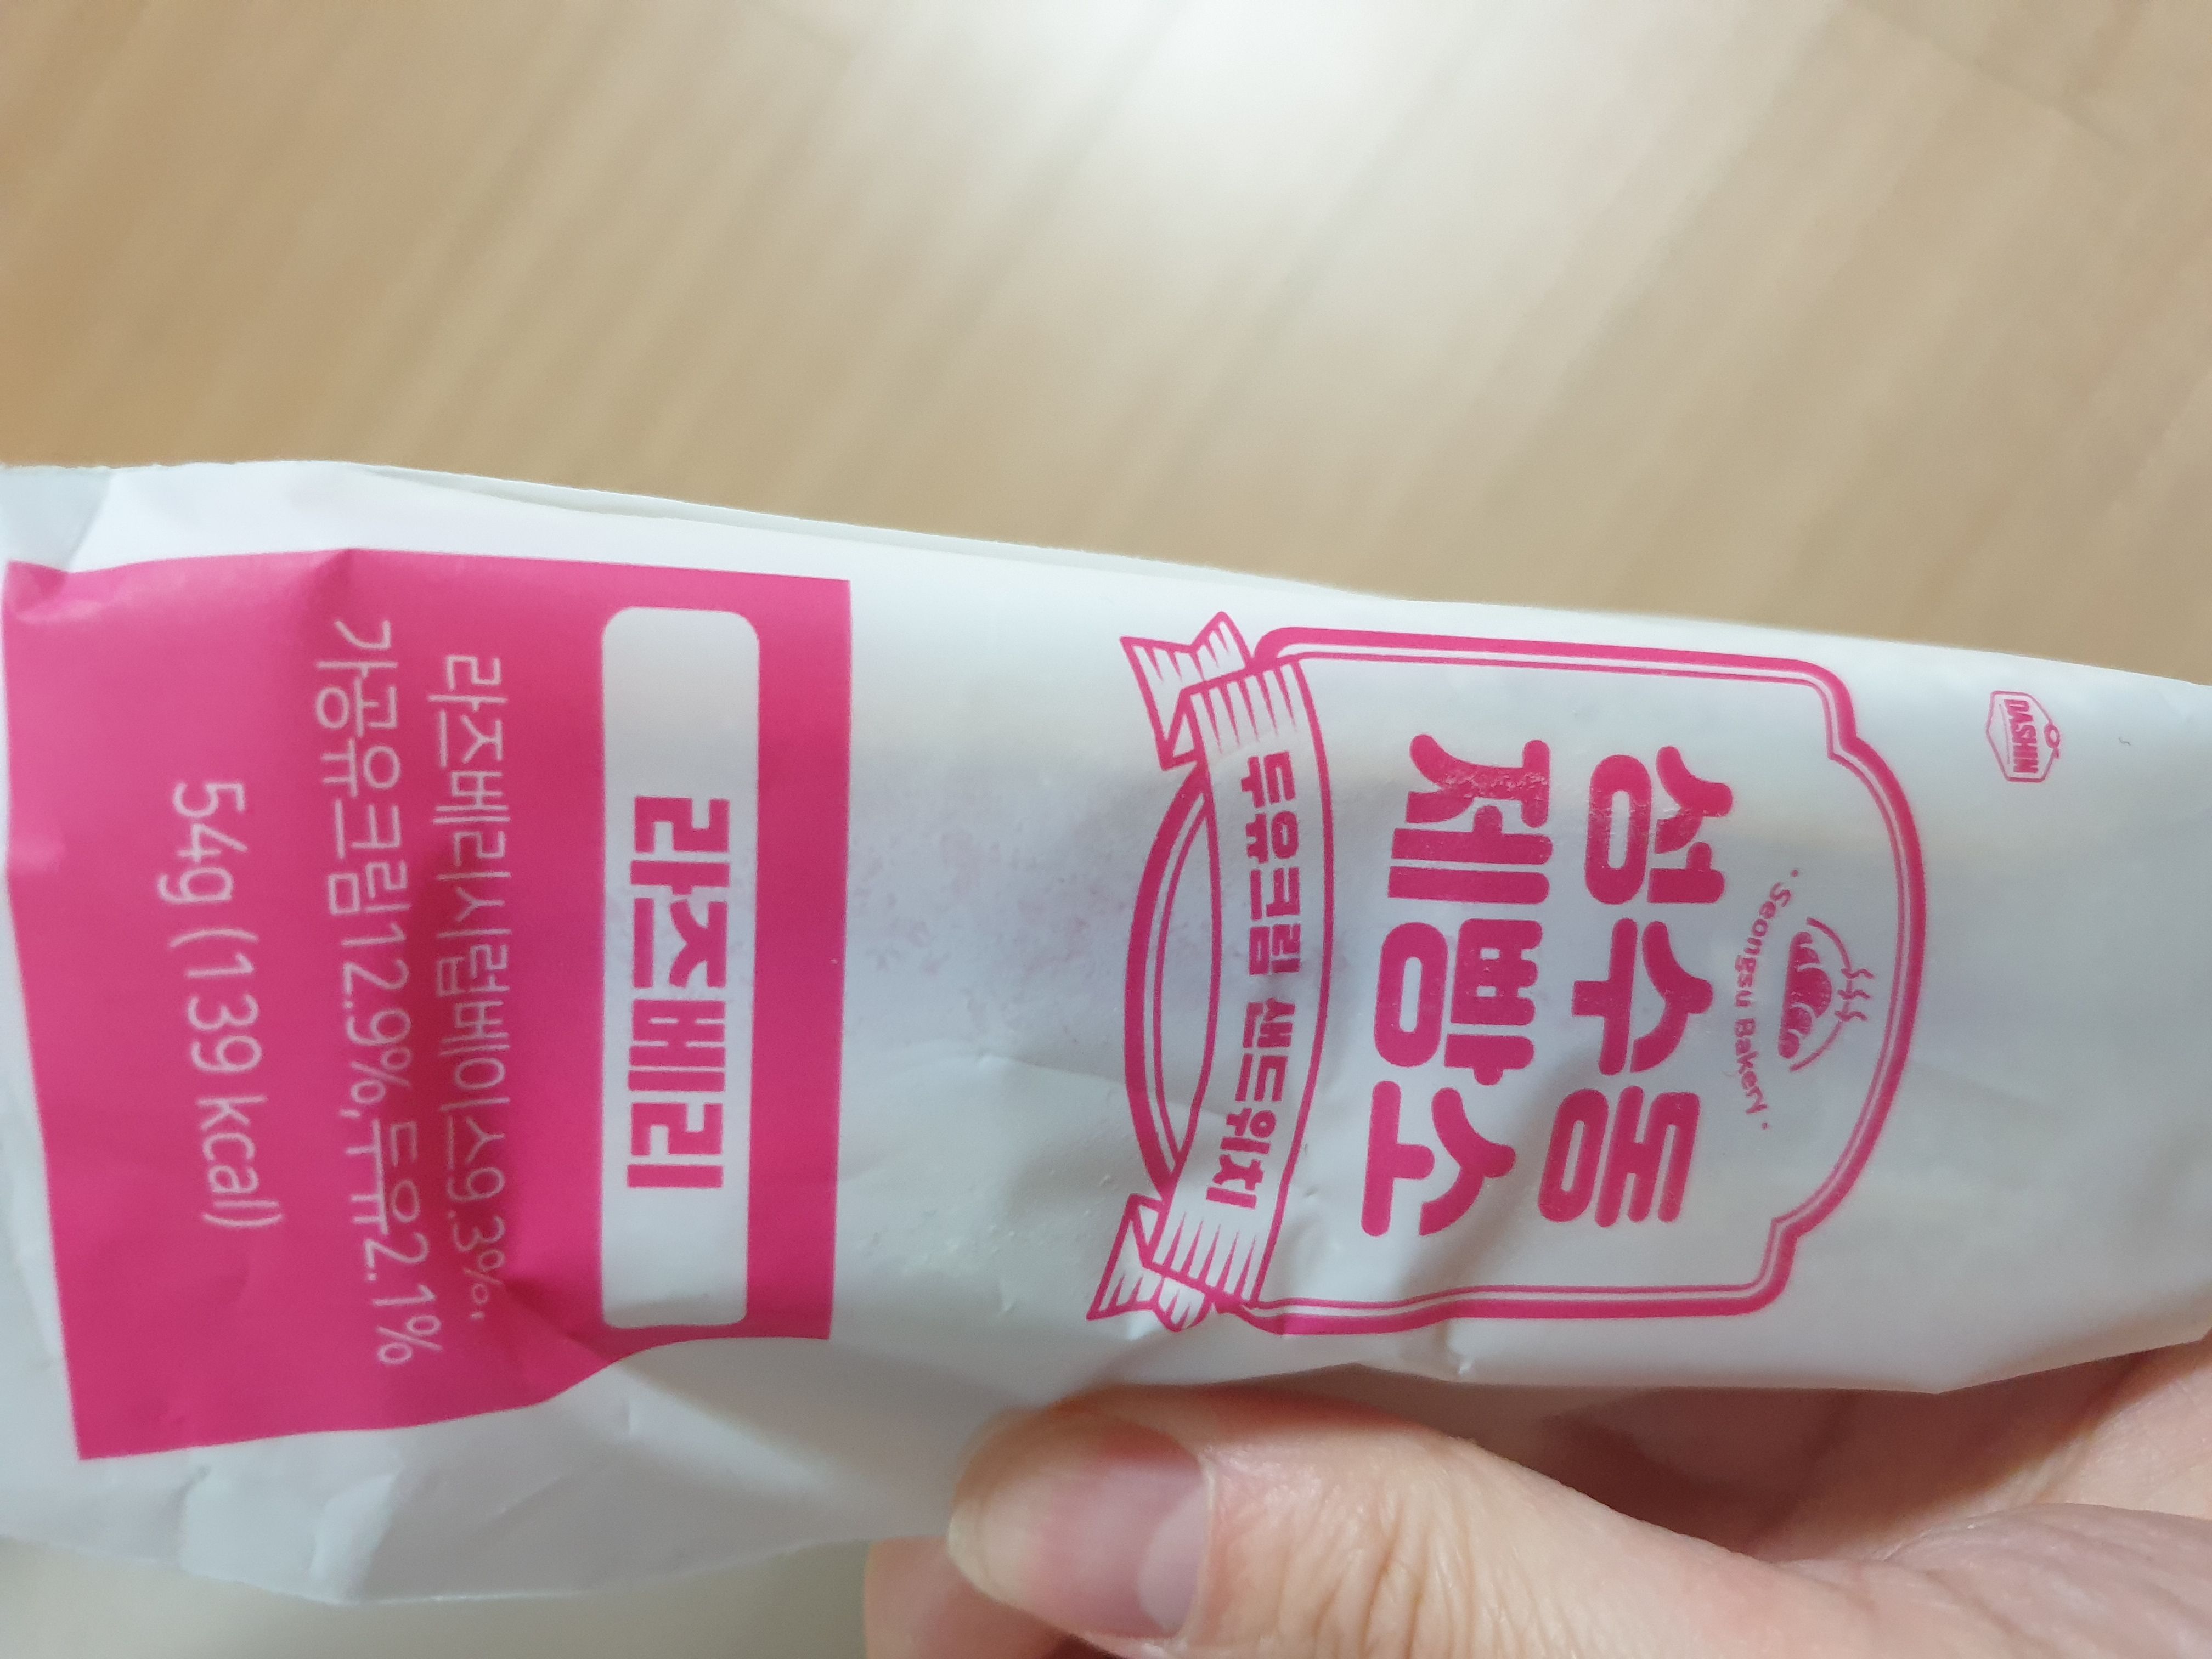 DASHIN
Seongsu Bakery
성수동
제빵소
두유크림 샌드위치
라즈베리
라즈베리시럽베이스9.3%,
가공유크림12.9%,두유2.1%
54g (139 kcal)